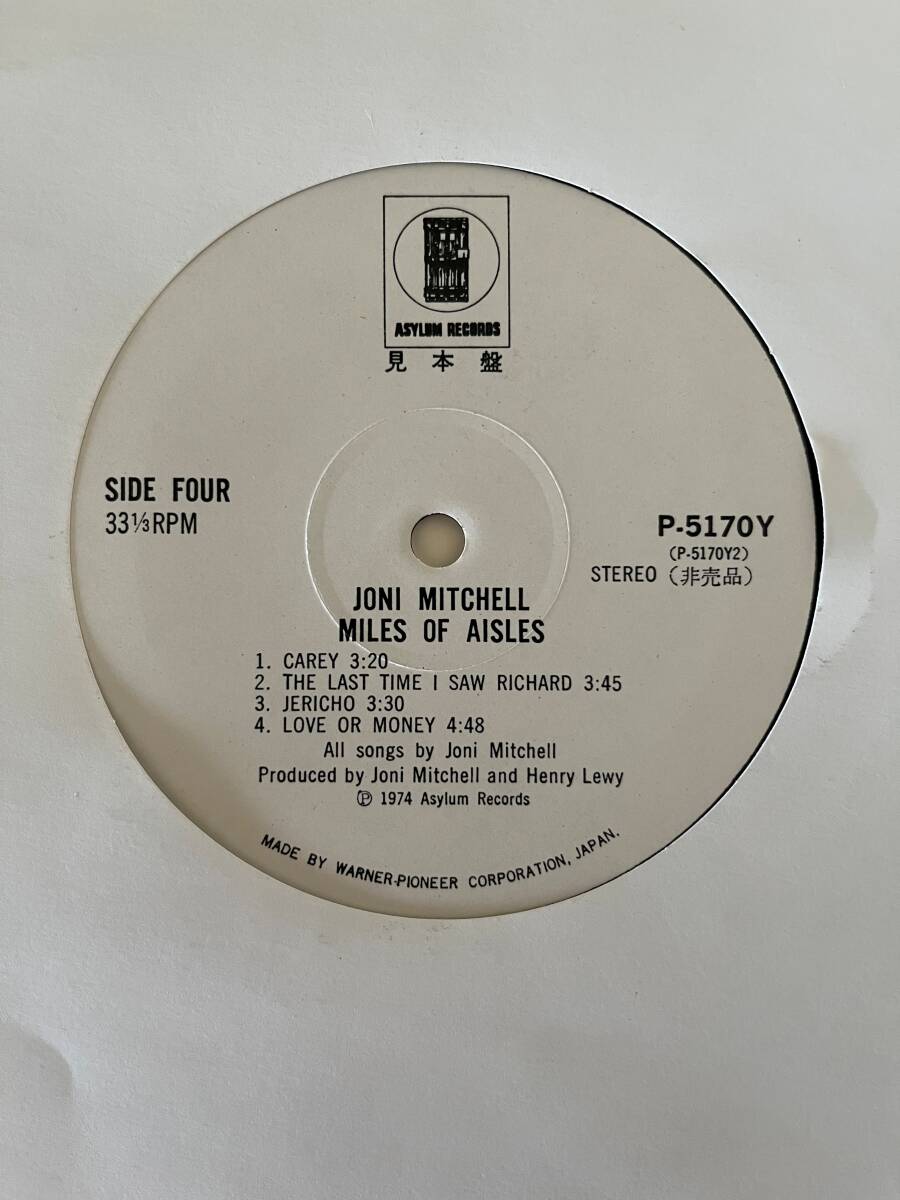 ASYLUM RECORDS
見本盤
SIDE FOUR
33⅓RPM
P-5170Y
(P-5170Y2)
STEREO (非売品)
JONI MITCHELL
MILES OF AISLES
1. CAREY 3:20
2. THE LAST TIME I SAW RICHARD 3:45
3. JERICHO 3:30
4. LOVE OR MONEY 4:48
All songs by Joni Mitchell
Produced by Joni Mitchell and Henry Lewy
Ⓟ 1974 Asylum Records
MADE BY WARNER-PIONEER CORPORATION, JAPAN.